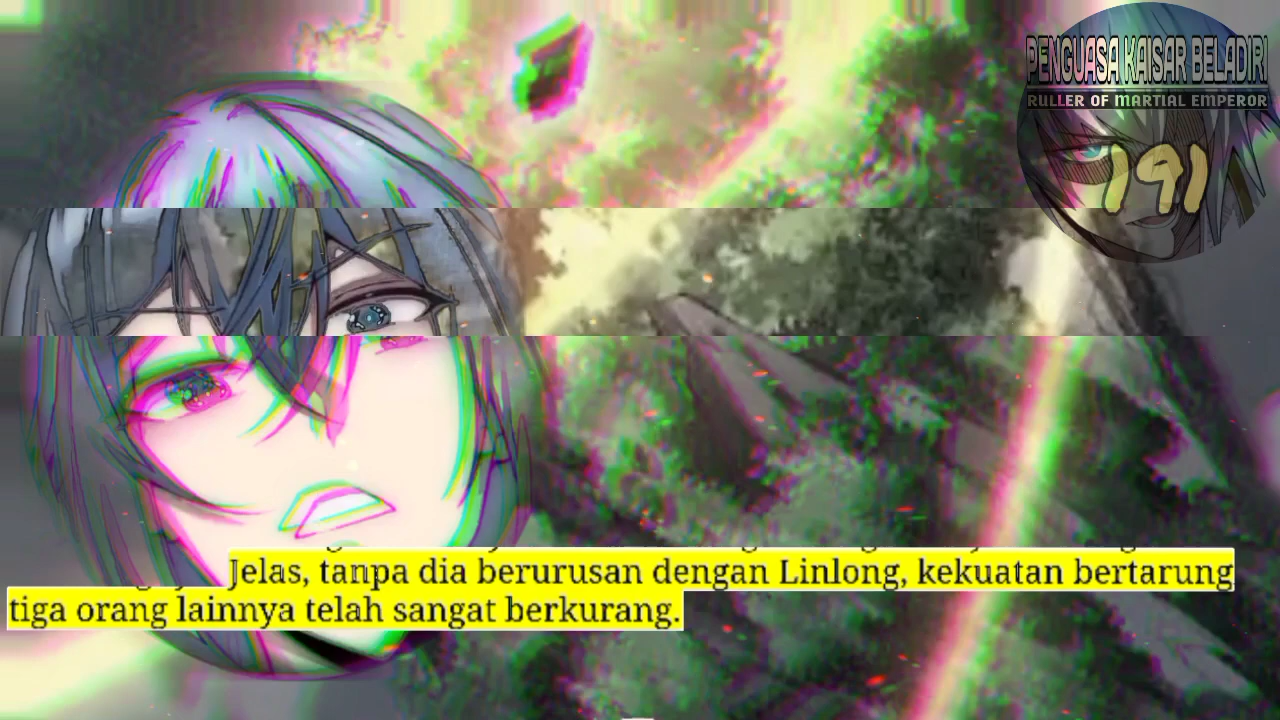 PENGUASA KAISAR BELADIRI
RULLER OF MARTIAL EMPEROR
191
Jelas, tanpa dia berurusan dengan Linlong, kekuatan bertarung
tiga orang lainnya telah sangat berkurang.